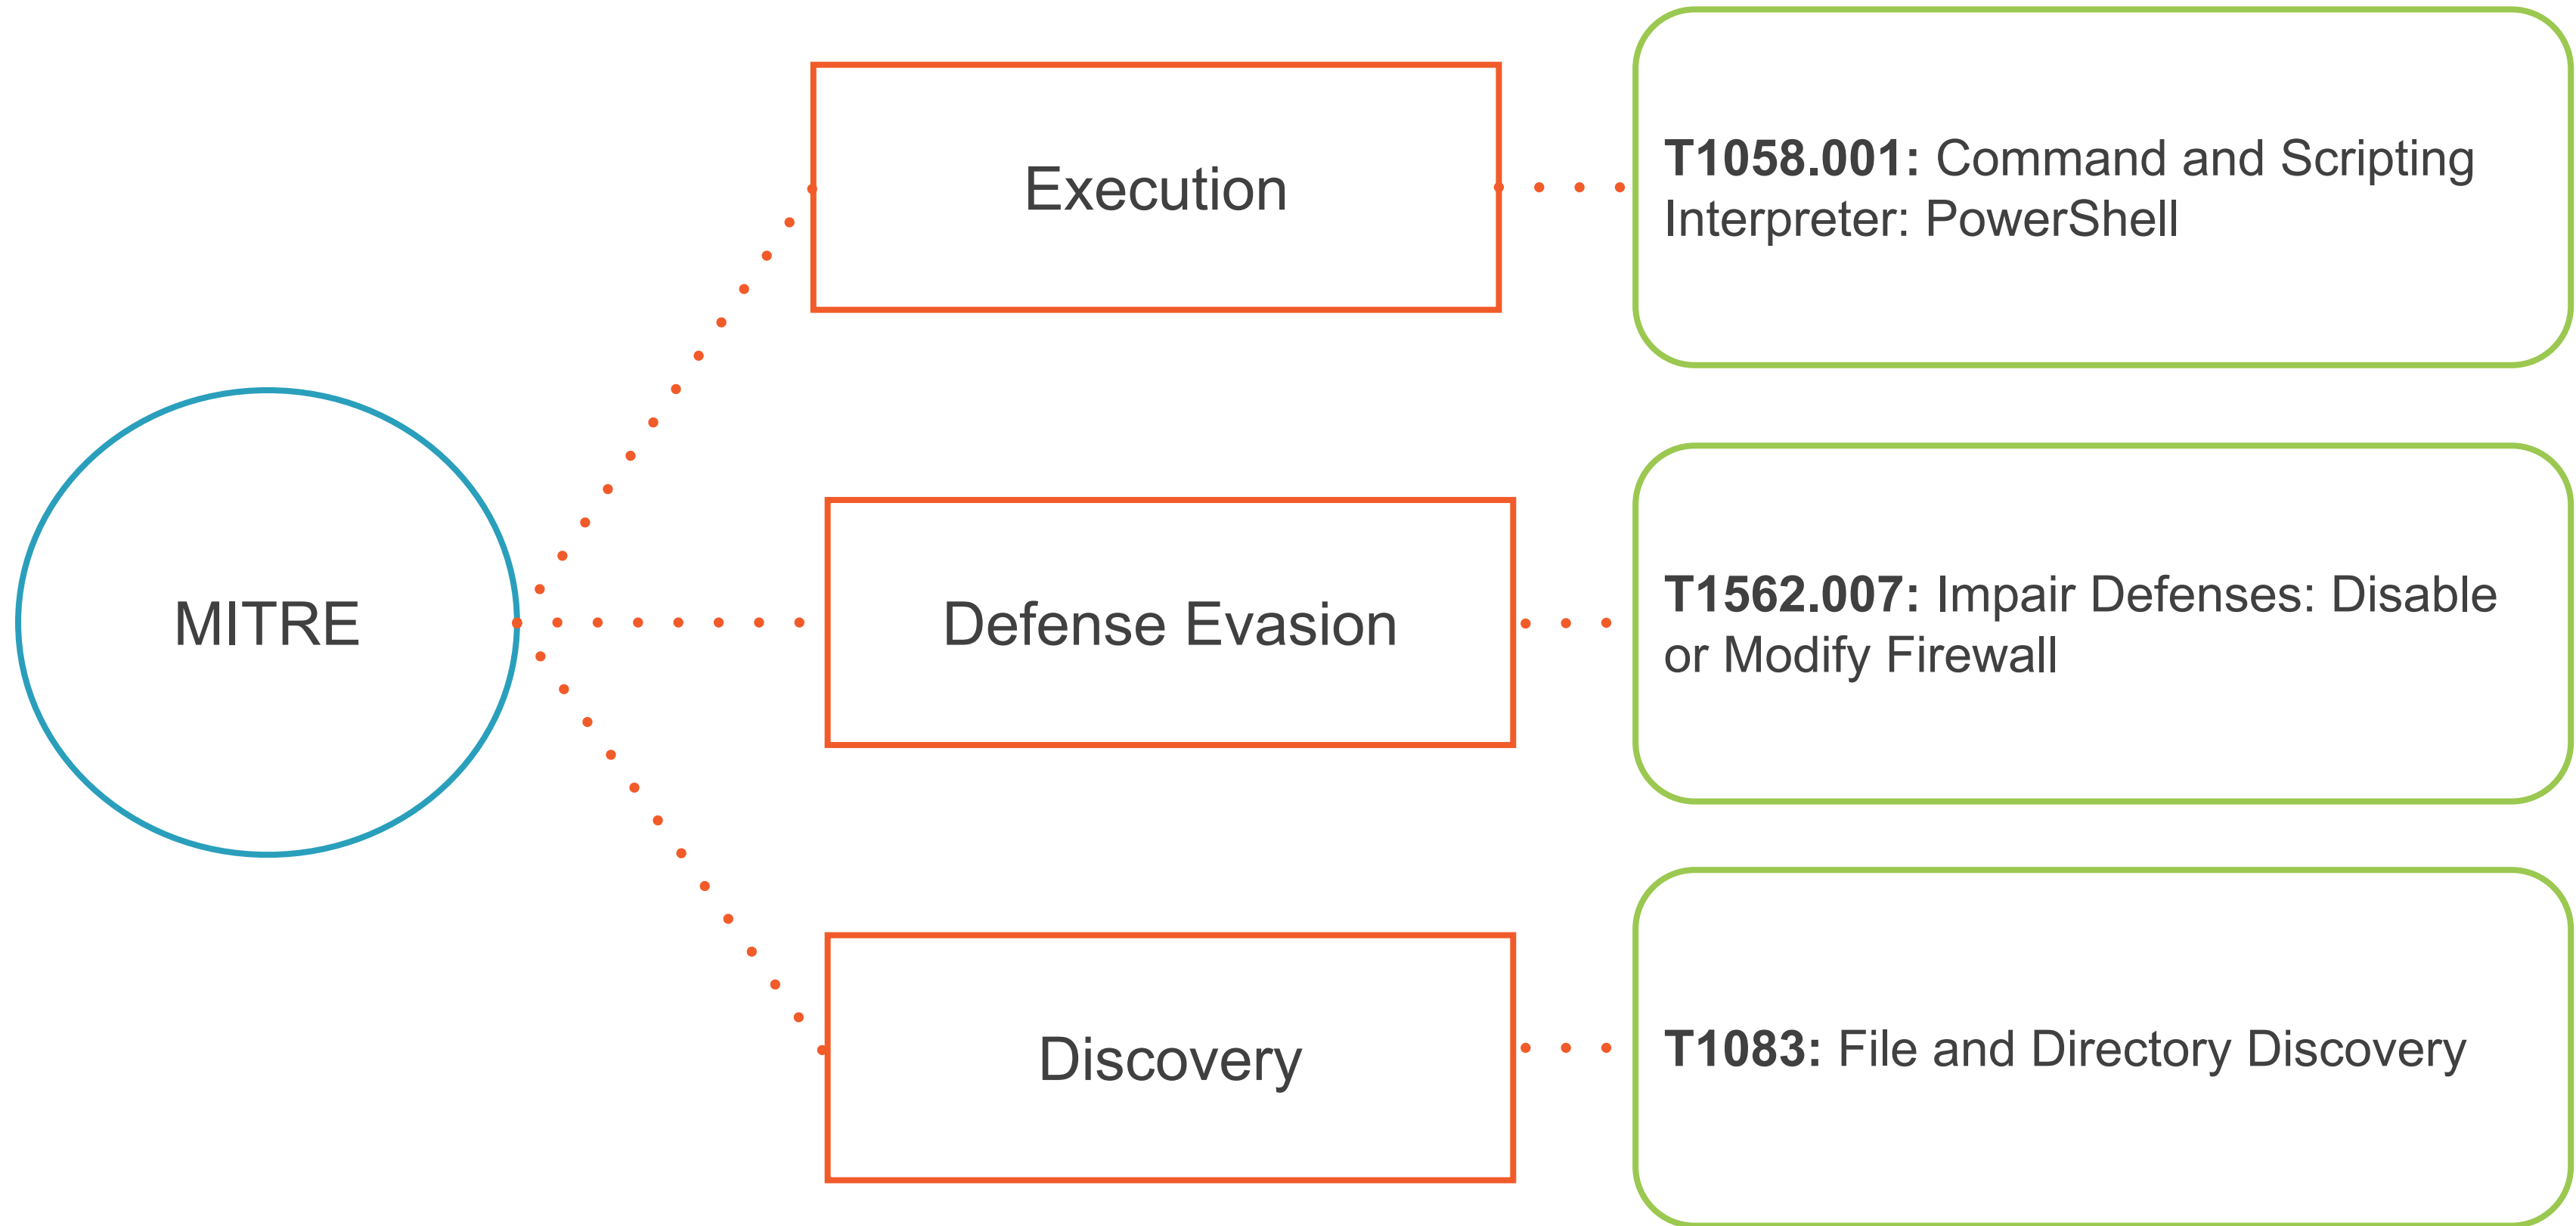 MITRE
Execution
T1058.001: Command and Scripting
Interpreter: PowerShell
Defense Evasion
T1562.007: Impair Defenses: Disable
or Modify Firewall
Discovery
T1083: File and Directory Discovery